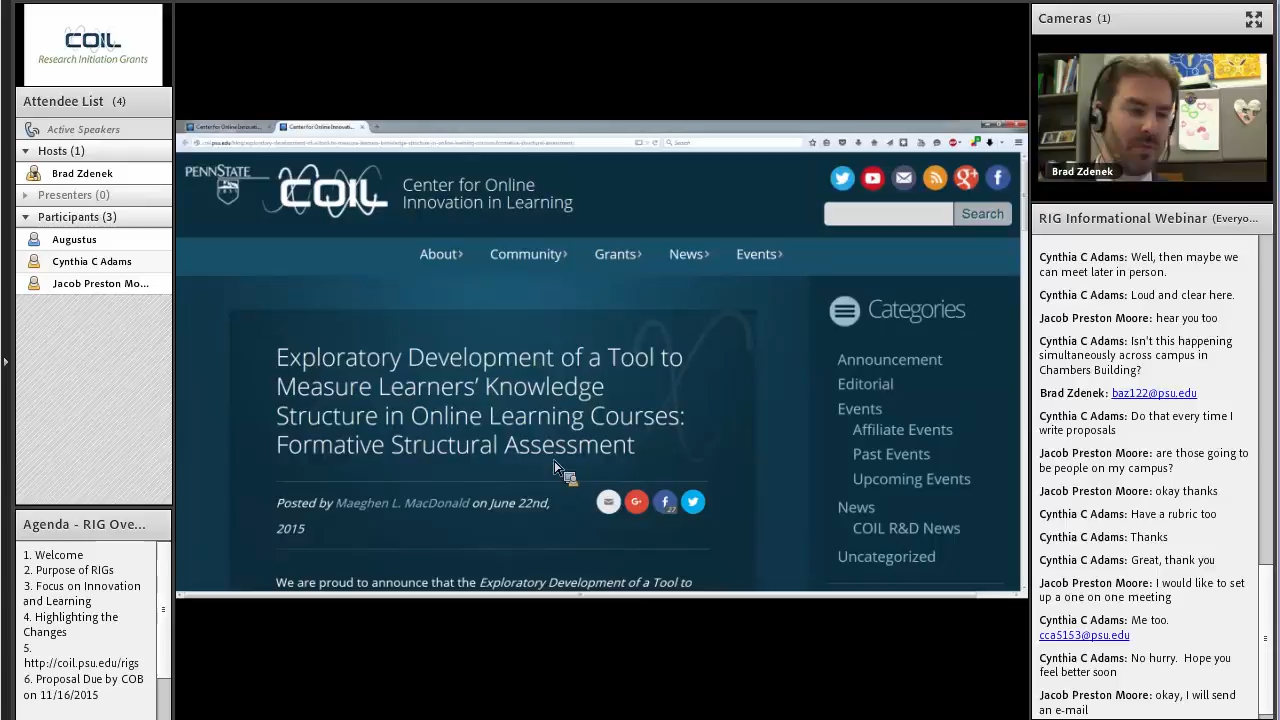 COIL
Research Initiation Grants
Attendee List (4)
Active Speakers
Hosts (1)
Brad Zdenek
Presenters (0)
Participants (3)
Augustus
Cynthia C Adams
Jacob Preston Mo...
Agenda - RIG Ove...
1. Welcome
2. Purpose of RIGs
3. Focus on Innovation
and Learning
4. Highlighting the
Changes
5.
http://coil.psu.edu/rigs
6. Proposal Due by COB
on 11/16/2015
Center for Online Innovati...
Center for Online Innovati...
Search
PENNSTATE
COIL
Center for Online
Innovation in Learning
Search
About
Community
Grants
News
Events
Exploratory Development of a Tool to
Measure Learners’ Knowledge
Structure in Online Learning Courses:
Formative Structural Assessment
Posted by Maeghen L. MacDonald on June 22nd,
2015
We are proud to announce that the Exploratory Development of a Tool to
Categories
Announcement
Editorial
Events
Affiliate Events
Past Events
Upcoming Events
News
COIL R&D News
Uncategorized
Cameras (1)
Brad Zdenek
RIG Informational Webinar (Everyo...
Cynthia C Adams: Well, then maybe we
can meet later in person.
Cynthia C Adams: Loud and clear here.
Jacob Preston Moore: hear you too
Cynthia C Adams: Isn't this happening
simultaneously across campus in
Chambers Building?
Brad Zdenek: baz122@psu.edu
Cynthia C Adams: Do that every time I
write proposals
Jacob Preston Moore: are those going to
be people on my campus?
Jacob Preston Moore: okay thanks
Cynthia C Adams: Have a rubric too
Cynthia C Adams: Thanks
Cynthia C Adams: Great, thank you
Jacob Preston Moore: I would like to set
up a one on one meeting
Cynthia C Adams: Me too.
cca5153@psu.edu
Cynthia C Adams: No hurry. Hope you
feel better soon
Jacob Preston Moore: okay, I will send
an e-mail